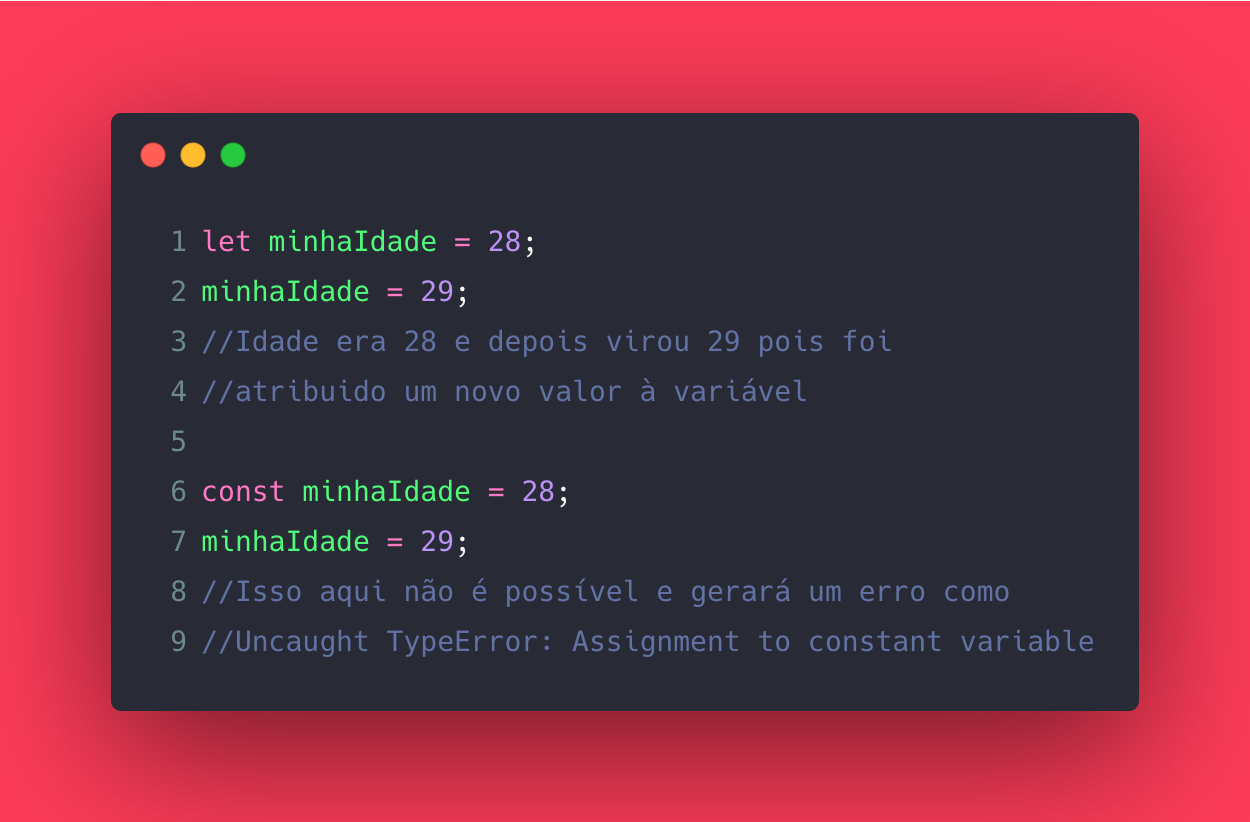 1 let minhaIdade = 28;
2 minhaIdade = 29;
3 //Idade era 28 e depois virou 29 pois foi
4 //atribuido um novo valor à variável
5
6 const minhaIdade = 28;
7 minhaIdade = 29;
8 //Isso aqui não é possível e gerará um erro como
9 //Uncaught TypeError: Assignment to constant variable